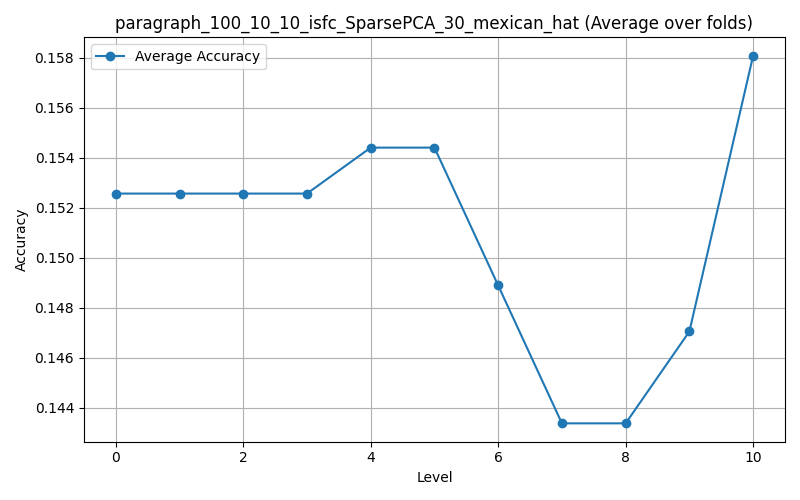 paragraph_100_10_10_isfc_SparsePCA_30_mexican_hat (Average over folds)
Average Accuracy
0.158
0.156
0.154
0.152
0.150
0.148
0.146
0.144
Accuracy
0 2 4 6 8 10
Level